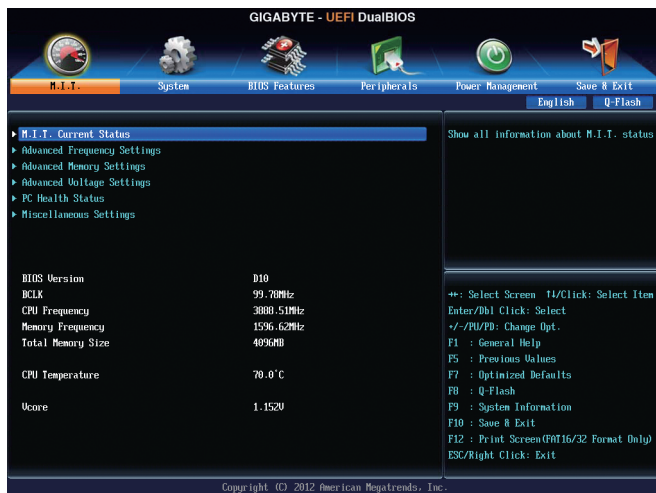 GIGABYTE - UEFI DualBIOS
M.I.T. System BIOS Features Peripherals Power Management Save & Exit
English Q-Flash
M.I.T. Current Status
Advanced Frequency Settings
Advanced Memory Settings
Advanced Voltage Settings
PC Health Status
Miscellaneous Settings
Show all information about M.I.T. status
BIOS Version D10
BCLK 99.78MHz
CPU Frequency 3888.51MHz
Memory Frequency 1596.62MHz
Total Memory Size 4096MB
CPU Temperature 70.0°C
Vcore 1.152V
→←: Select Screen ↑↓/Click: Select Item
Enter/Dbl Click: Select
+/-/PU/PD: Change Opt.
F1 : General Help
F5 : Previous Values
F7 : Optimized Defaults
F8 : Q-Flash
F9 : System Information
F10 : Save & Exit
F12 : Print Screen(FAT16/32 Format Only)
ESC/Right Click: Exit
Copyright (C) 2012 American Megatrends, Inc.